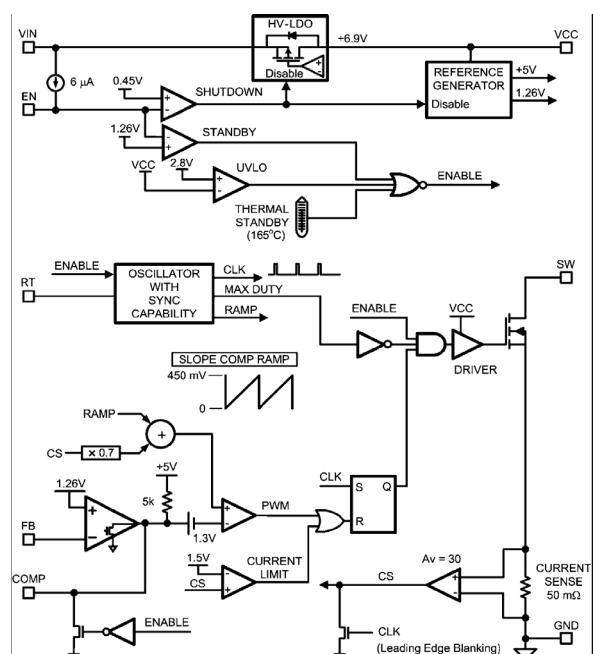 HV-LDO
VIN
+6.9V
VCC
Disable
6 µA
0.45V
SHUTDOWN
REFERENCE
GENERATOR
Disable
+5V
1.26V
EN
1.26V
STANDBY
VCC
2.8V
UVLO
ENABLE
THERMAL
STANDBY
(165°C)
ENABLE
OSCILLATOR
WITH
SYNC
CAPABILITY
CLK
MAX DUTY
RAMP
RT
SW
ENABLE
VCC
DRIVER
SLOPE COMP RAMP
450 mV
0
RAMP
CS
x 0.7
+
+5V
5k
1.26V
CLK
S Q
R
PWM
1.3V
FB
1.5V
CS
CURRENT
LIMIT
Av = 30
CS
CURRENT
SENSE
50 mΩ
COMP
ENABLE
CLK
(Leading Edge Blanking)
GND